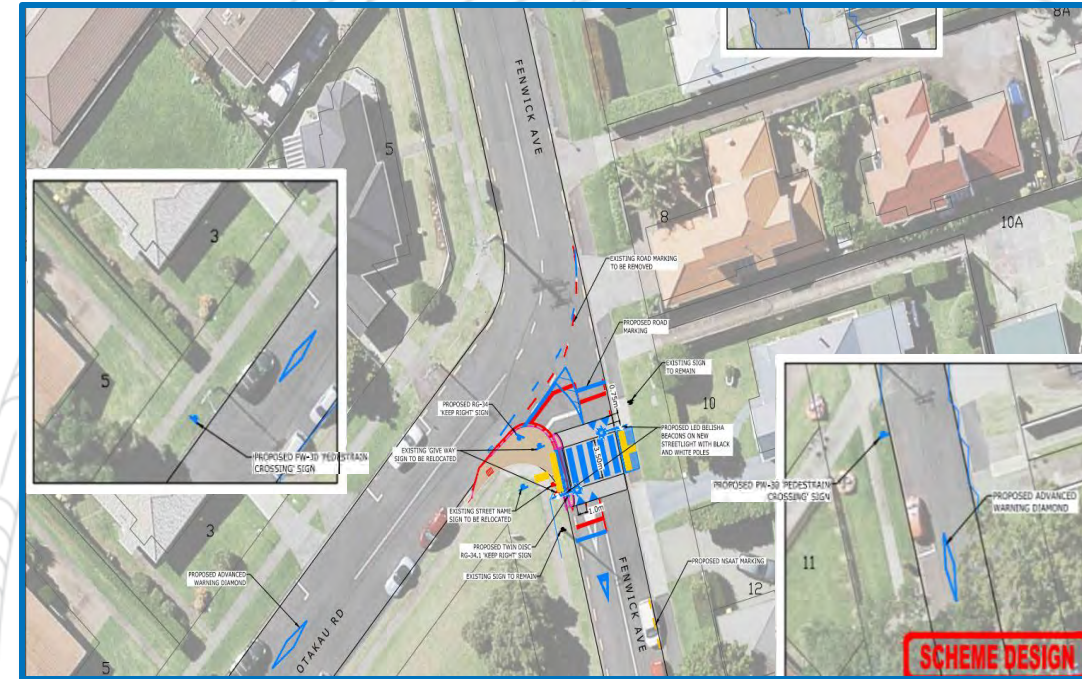 8A
FENWICK AVE
5
8
10A
3
EXISTING ROAD MARKING
TO BE REMOVED
PROPOSED ROAD
MARKING
EXISTING SIGN
TO REMAIN
0.75m
10
PROPOSED RG-34
'KEEP RIGHT' SIGN
5
EXISTING 'GIVE WAY'
SIGN TO BE RELOCATED
3.50m
PROPOSED LED BELISHA
BEACONS ON NEW
STREETLIGHT WITH BLACK
AND WHITE POLES
PROPOSED PW-30 'PEDESTRAIN
CROSSING' SIGN
PROPOSED PW-30 'PEDESTRAIN
CROSSING' SIGN
PROPOSED ADVANCED
WARNING DIAMOND
EXISTING STREET NAME
SIGN TO BE RELOCATED
1.0m
3
PROPOSED TWIN DISC
RG-34.1 'KEEP RIGHT' SIGN
EXISTING SIGN TO REMAIN
PROPOSED NSAAT MARKING
11
PROPOSED ADVANCED
WARNING DIAMOND
12
FENWICK AVE
OTAKAU RD
5
SCHEME DESIGN